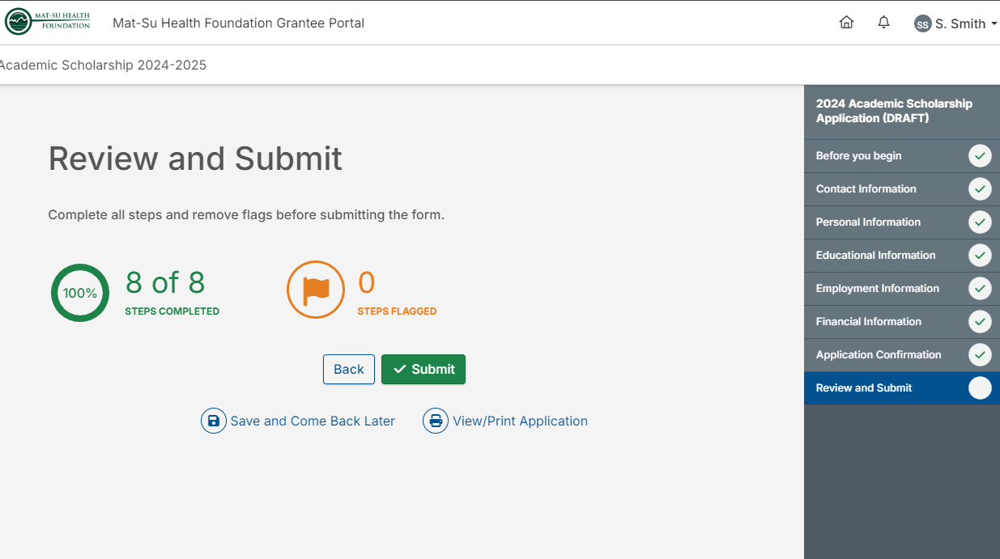 MAT-SU HEALTH
FOUNDATION
Mat-Su Health Foundation Grantee Portal
SS S. Smith
Academic Scholarship 2024-2025
Review and Submit
Complete all steps and remove flags before submitting the form.
100%
8 of 8
STEPS COMPLETED
0
STEPS FLAGGED
Back
Submit
Save and Come Back Later
View/Print Application
2024 Academic Scholarship
Application (DRAFT)
Before you begin
Contact Information
Personal Information
Educational Information
Employment Information
Financial Information
Application Confirmation
Review and Submit